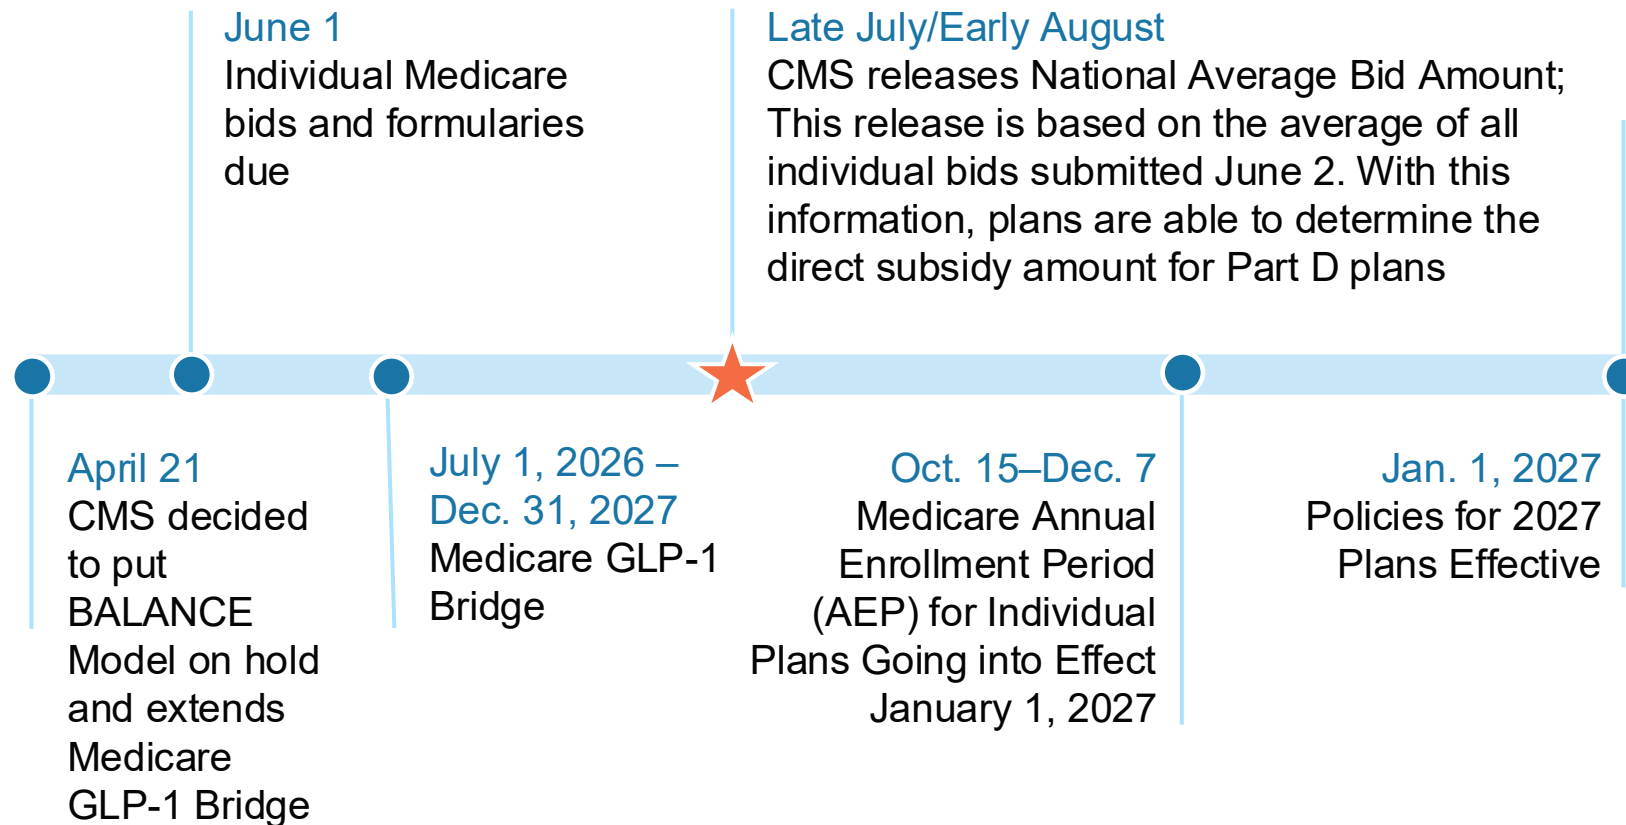 June 1
Individual Medicare
bids and formularies
due
Late July/Early August
CMS releases National Average Bid Amount;
This release is based on the average of all
individual bids submitted June 2. With this
information, plans are able to determine the
direct subsidy amount for Part D plans
April 21
CMS decided
to put
BALANCE
Model on hold
and extends
Medicare
GLP-1 Bridge
July 1, 2026 –
Dec. 31, 2027
Medicare GLP-1
Bridge
Oct. 15–Dec. 7
Medicare Annual
Enrollment Period
(AEP) for Individual
Plans Going into Effect
January 1, 2027
Jan. 1, 2027
Policies for 2027
Plans Effective